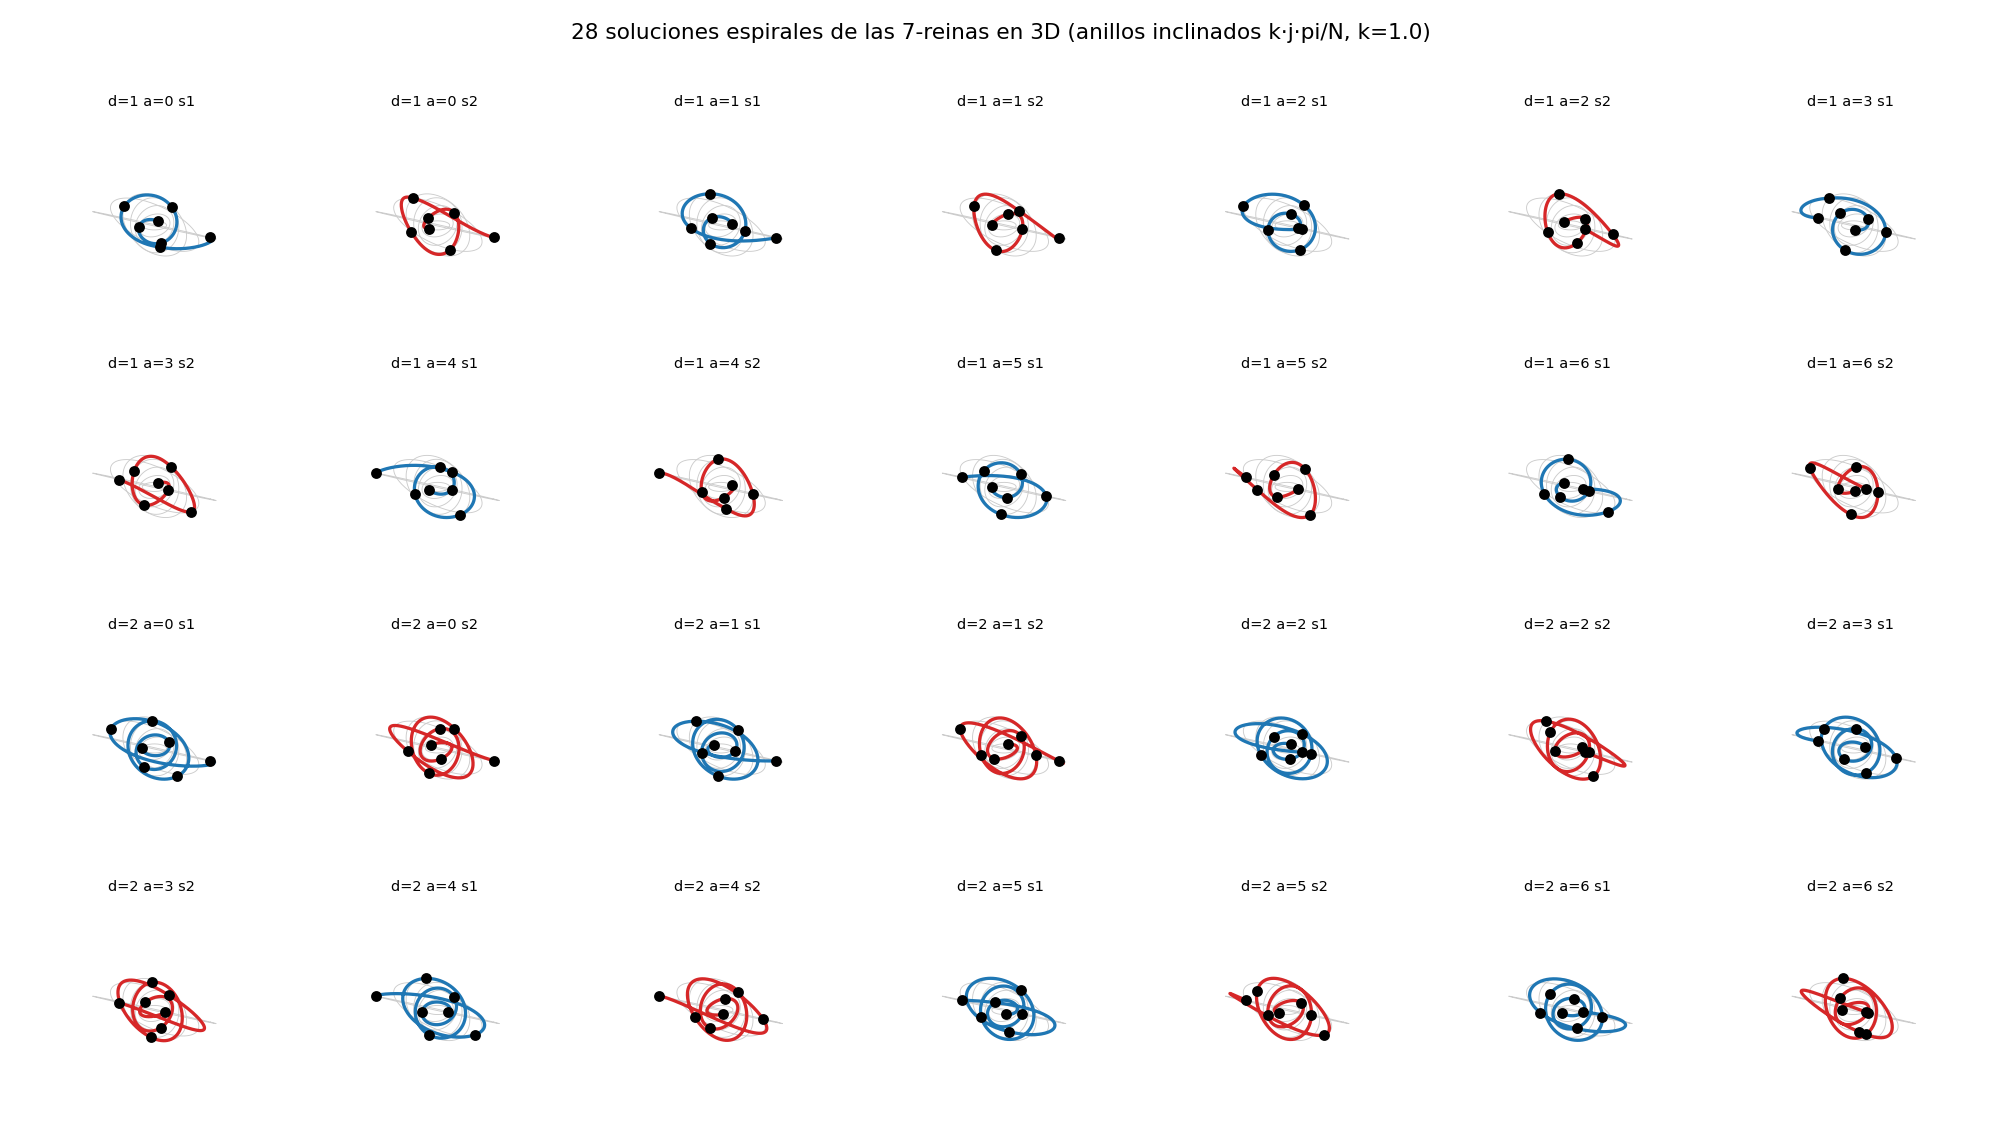 28 soluciones espirales de las 7-reinas en 3D (anillos inclinados k·j·pi/N, k=1.0)
d=1 a=0 s1 d=1 a=0 s2 d=1 a=1 s1 d=1 a=1 s2 d=1 a=2 s1 d=1 a=2 s2 d=1 a=3 s1
d=1 a=3 s2 d=1 a=4 s1 d=1 a=4 s2 d=1 a=5 s1 d=1 a=5 s2 d=1 a=6 s1 d=1 a=6 s2
d=2 a=0 s1 d=2 a=0 s2 d=2 a=1 s1 d=2 a=1 s2 d=2 a=2 s1 d=2 a=2 s2 d=2 a=3 s1
d=2 a=3 s2 d=2 a=4 s1 d=2 a=4 s2 d=2 a=5 s1 d=2 a=5 s2 d=2 a=6 s1 d=2 a=6 s2